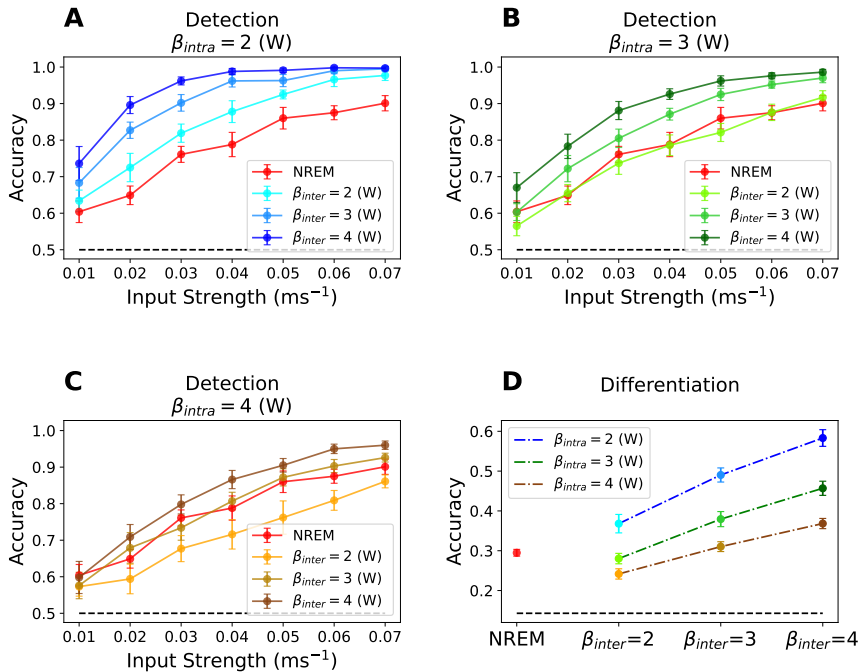 A
Detection
β_intra = 2 (W)
Accuracy
1.0
0.9
0.8
0.7
0.6
0.5
NREM
β_inter = 2 (W)
β_inter = 3 (W)
β_inter = 4 (W)
0.01 0.02 0.03 0.04 0.05 0.06 0.07
Input Strength (ms⁻¹)
B
Detection
β_intra = 3 (W)
Accuracy
1.0
0.9
0.8
0.7
0.6
0.5
NREM
β_inter = 2 (W)
β_inter = 3 (W)
β_inter = 4 (W)
0.01 0.02 0.03 0.04 0.05 0.06 0.07
Input Strength (ms⁻¹)
C
Detection
β_intra = 4 (W)
Accuracy
1.0
0.9
0.8
0.7
0.6
0.5
NREM
β_inter = 2 (W)
β_inter = 3 (W)
β_inter = 4 (W)
0.01 0.02 0.03 0.04 0.05 0.06 0.07
Input Strength (ms⁻¹)
D
Differentiation
Accuracy
0.6
0.5
0.4
0.3
0.2
β_intra = 2 (W)
β_intra = 3 (W)
β_intra = 4 (W)
NREM β_inter=2 β_inter=3 β_inter=4